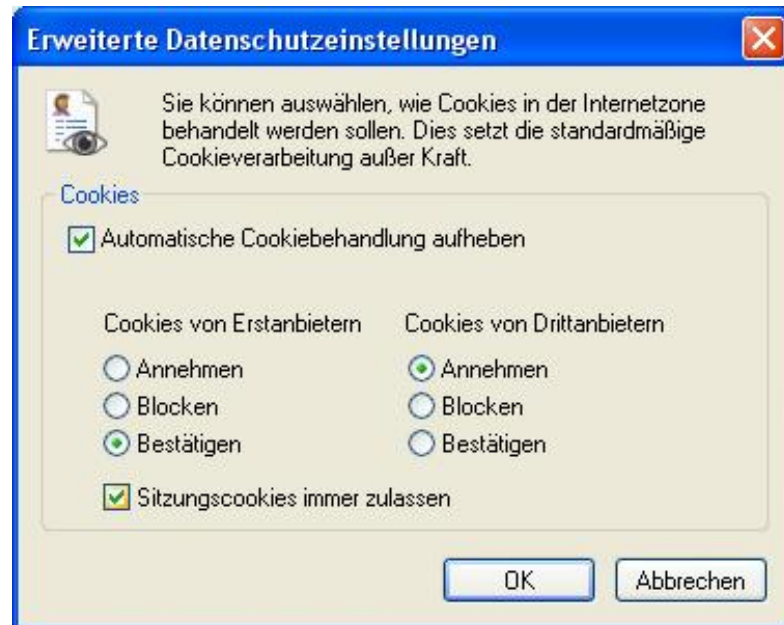 Erweiterte Datenschutzeinstellungen
Sie können auswählen, wie Cookies in der Internetzone
behandelt werden sollen. Dies setzt die standardmäßige
Cookieverarbeitung außer Kraft.
Cookies
Automatische Cookiebehandlung aufheben
Cookies von Erstanbietern
Cookies von Drittanbietern
Annehmen
Annehmen
Blocken
Blocken
Bestätigen
Bestätigen
Sitzungscookies immer zulassen
OK
Abbrechen